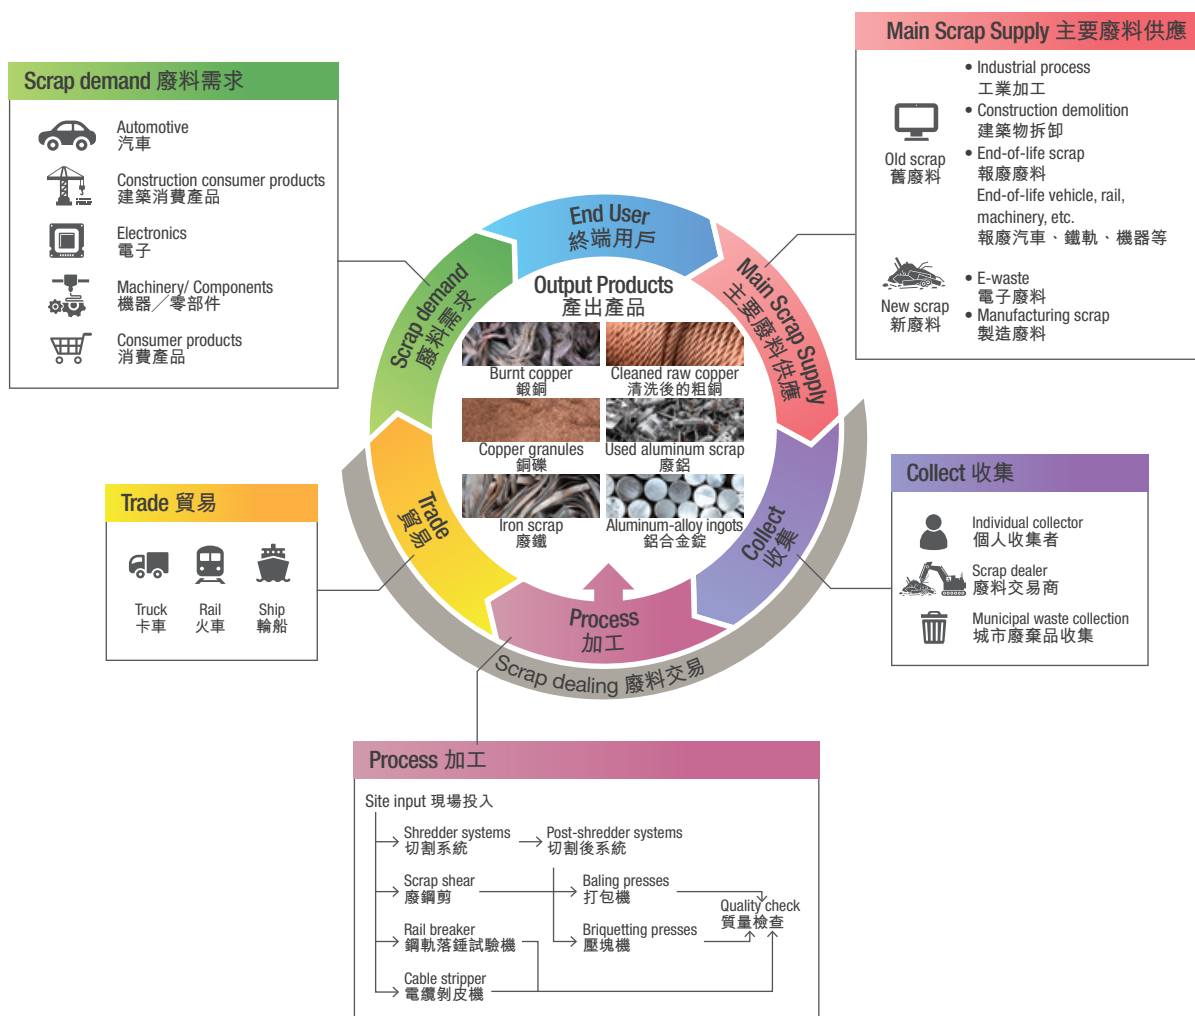 Main Scrap Supply 主要廢料供應
• Industrial process
工業加工
• Construction demolition
建築物拆卸
Old scrap
舊廢料
• End-of-life scrap
報廢廢料
End-of-life vehicle, rail,
machinery, etc.
報廢汽車、鐵軌、機器等
New scrap
新廢料
• E-waste
電子廢料
• Manufacturing scrap
製造廢料
Scrap demand 廢料需求
Automotive
汽車
Construction consumer products
建築消費產品
Electronics
電子
Machinery/ Components
機器╱零部件
Consumer products
消費產品
End User
終端用戶
Main Scrap Supply
主要廢料供應
Scrap demand
廢料需求
Output Products
產出產品
Burnt copper
鍛銅
Cleaned raw copper
清洗後的粗銅
Copper granules
銅礫
Used aluminum scrap
廢鋁
Iron scrap
廢鐵
Aluminum-alloy ingots
鋁合金錠
Trade
貿易
Collect
收集
Process
加工
Scrap dealing 廢料交易
Trade 貿易
Truck
卡車
Rail
火車
Ship
輪船
Collect 收集
Individual collector
個人收集者
Scrap dealer
廢料交易商
Municipal waste collection
城市廢棄品收集
Process 加工
Site input 現場投入
Shredder systems
切割系統
Post-shredder systems
切割後系統
Scrap shear
廢鋼剪
Baling presses
打包機
Quality check
質量檢查
Rail breaker
鋼軌落錘試驗機
Briquetting presses
壓塊機
Cable stripper
電纜剝皮機